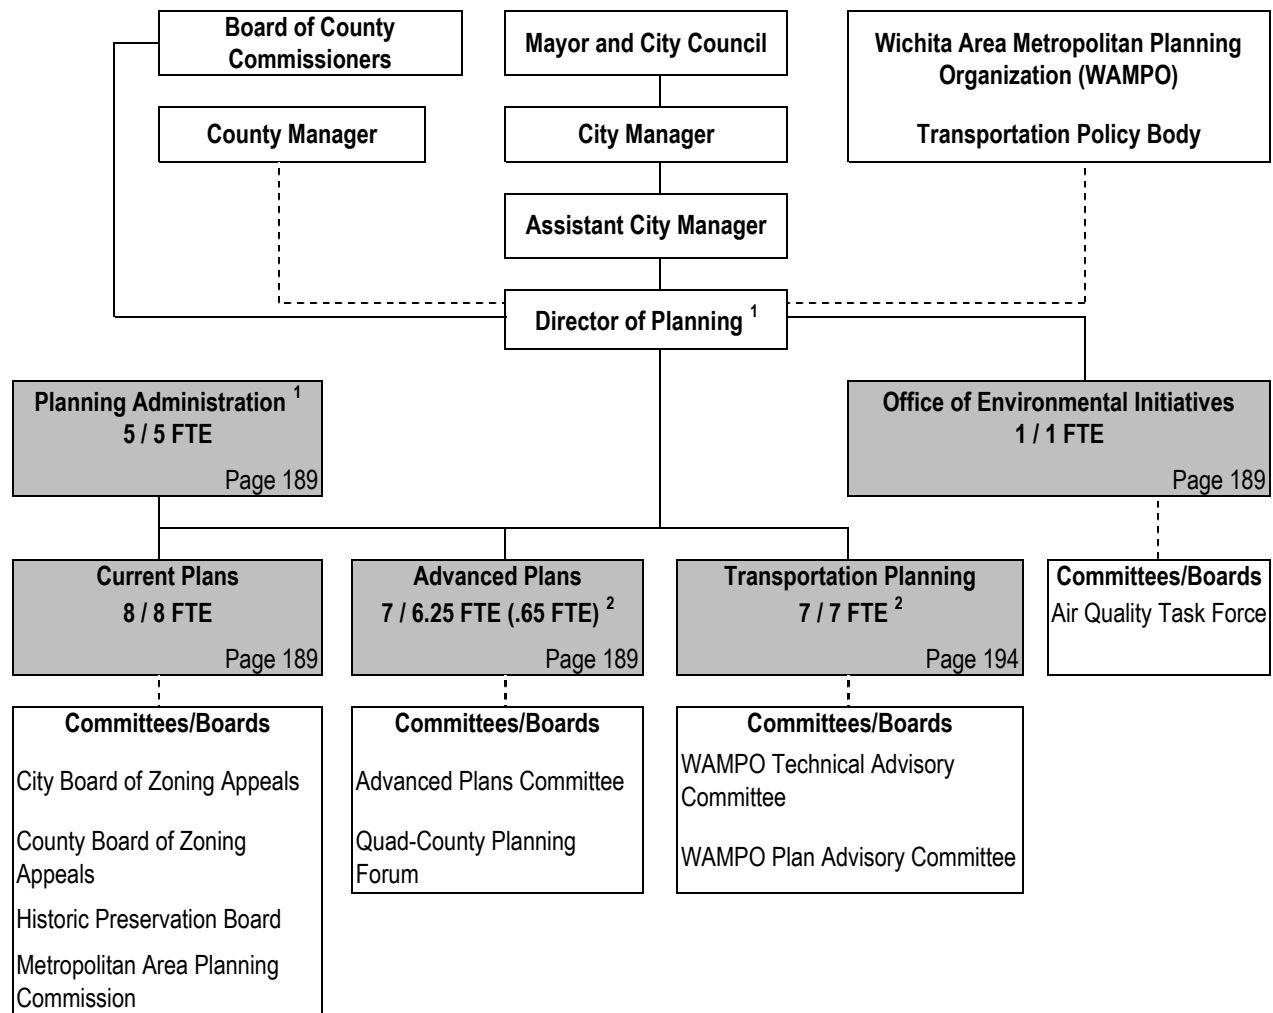 Board of County
Commissioners
Mayor and City Council
Wichita Area Metropolitan Planning
Organization (WAMPO)
Transportation Policy Body
County Manager
City Manager
Assistant City Manager
Director of Planning 1
Planning Administration 1
5 / 5 FTE
Page 189
Office of Environmental Initiatives
1 / 1 FTE
Page 189
Current Plans
8 / 8 FTE
Page 189
Advanced Plans
7 / 6.25 FTE (.65 FTE) 2
Page 189
Transportation Planning
7 / 7 FTE 2
Page 194
Committees/Boards
Air Quality Task Force
Committees/Boards
City Board of Zoning Appeals
County Board of Zoning
Appeals
Historic Preservation Board
Metropolitan Area Planning
Commission
Committees/Boards
Advanced Plans Committee
Quad-County Planning
Forum
Committees/Boards
WAMPO Technical Advisory
Committee
WAMPO Plan Advisory Committee